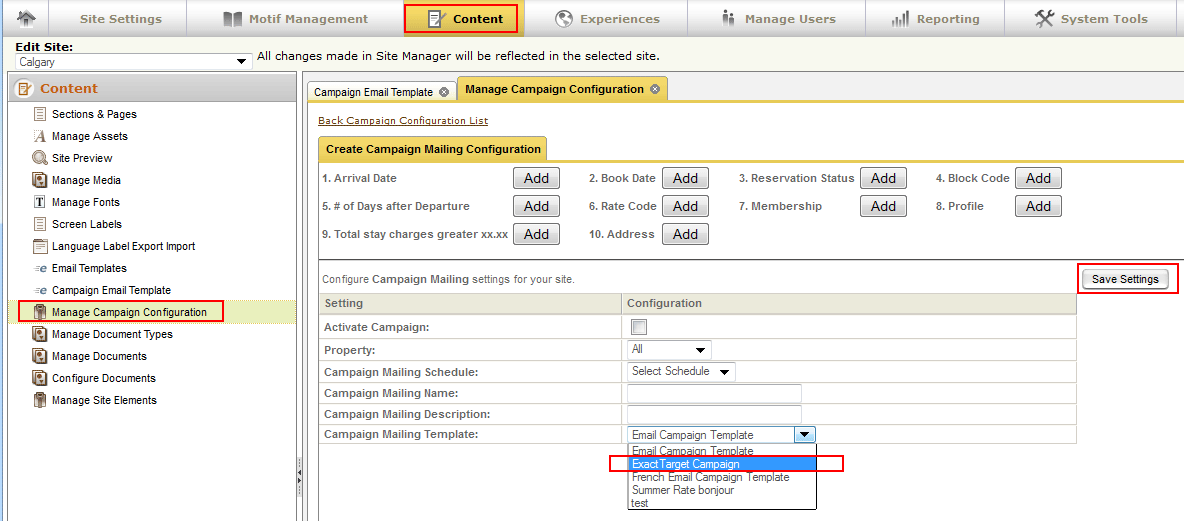 Site Settings Motif Management Content Experiences Manage Users Reporting System Tools
Edit Site:
Calgary All changes made in Site Manager will be reflected in the selected site.
Content
Sections & Pages
Manage Assets
Site Preview
Manage Media
Manage Fonts
Screen Labels
Language Label Export Import
Email Templates
Campaign Email Template
Manage Campaign Configuration
Manage Document Types
Manage Documents
Configure Documents
Manage Site Elements
Campaign Email Template Manage Campaign Configuration
Back Campaign Configuration List
Create Campaign Mailing Configuration
1. Arrival Date Add 2. Book Date Add 3. Reservation Status Add 4. Block Code Add
5. # of Days after Departure Add 6. Rate Code Add 7. Membership Add 8. Profile Add
9. Total stay charges greater xx.xx Add 10. Address Add
Configure Campaign Mailing settings for your site. Save Settings
Setting Configuration
Activate Campaign:
Property: All
Campaign Mailing Schedule: Select Schedule
Campaign Mailing Name:
Campaign Mailing Description:
Campaign Mailing Template: Email Campaign Template
Email Campaign Template
ExactTarget Campaign
French Email Campaign Template
Summer Rate bonjour
test